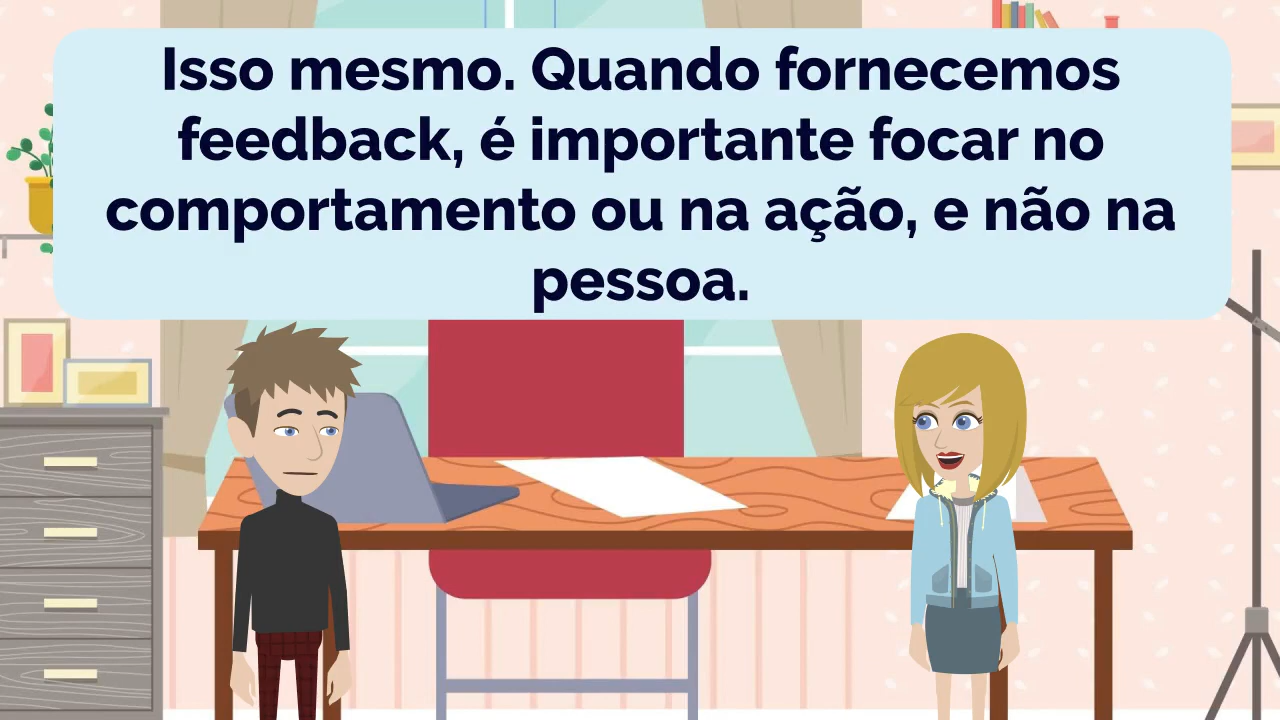 Isso mesmo. Quando fornecemos
feedback, é importante focar no
comportamento ou na ação, e não na
pessoa.